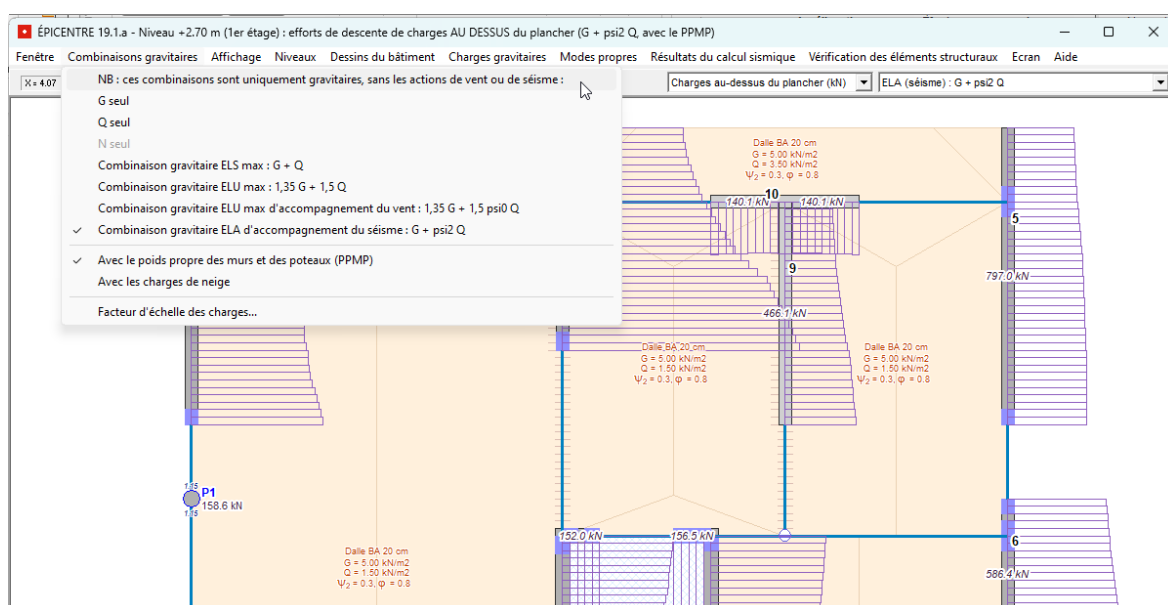 ÉPICENTRE 19.1.a - Niveau +2.70 m (1er étage) : efforts de descente de charges AU DESSUS du plancher (G + psi2 Q, avec le PPMP)
Fenêtre Combinaisons gravitaires Affichage Niveaux Dessins du bâtiment Charges gravitaires Modes propres Résultats du calcul sismique Vérification des éléments structuraux Ecran Aide
X = 4.07
Charges au-dessus du plancher (kN)
ELA (séisme) : G + psi2 Q
NB : ces combinaisons sont uniquement gravitaires, sans les actions de vent ou de séisme :
G seul
Q seul
N seul
Combinaison gravitaire ELS max : G + Q
Combinaison gravitaire ELU max : 1,35 G + 1,5 Q
Combinaison gravitaire ELU max d'accompagnement du vent : 1,35 G + 1,5 psi0 Q
Combinaison gravitaire ELA d'accompagnement du séisme : G + psi2 Q
Avec le poids propre des murs et des poteaux (PPMP)
Avec les charges de neige
Facteur d'échelle des charges...
Dalle BA 20 cm
G = 5.00 kN/m2
Q = 3.50 kN/m2
Ψ2 = 0.3, φ = 0.8
10
140.1 kN
140.1 kN
5
9
797.0 kN
466.1 kN
Dalle BA 20 cm
G = 5.00 kN/m2
Q = 1.50 kN/m2
Ψ2 = 0.3, φ = 0.8
Dalle BA 20 cm
G = 5.00 kN/m2
Q = 1.50 kN/m2
Ψ2 = 0.3, φ = 0.8
1.15
P1
158.6 kN
1.15
152.0 kN
156.5 kN
6
Dalle BA 20 cm
G = 5.00 kN/m2
Q = 1.50 kN/m2
Ψ2 = 0.3, φ = 0.8
586.4 kN